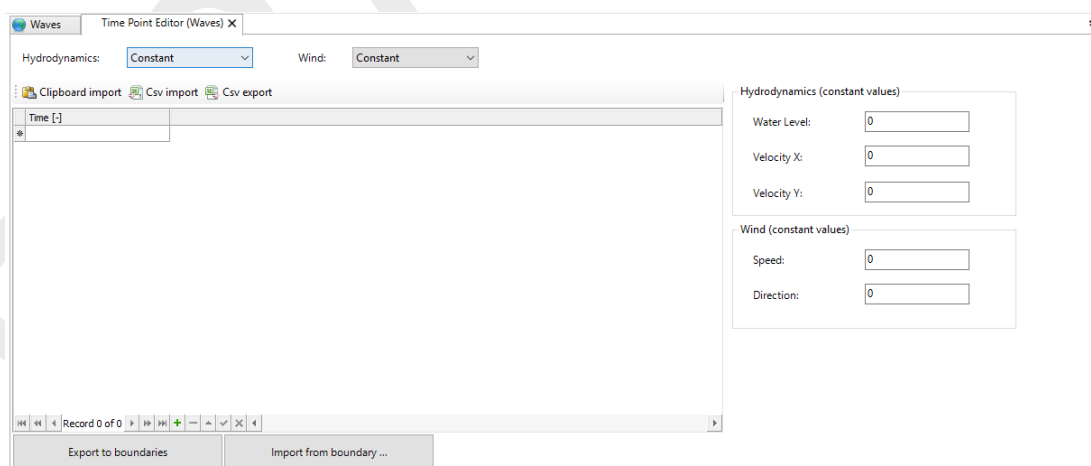 Waves Time Point Editor (Waves)
Hydrodynamics: Constant Wind: Constant
Clipboard import Csv import Csv export
Time [-]
Record 0 of 0
Export to boundaries Import from boundary ...
Hydrodynamics (constant values)
Water Level: 0
Velocity X: 0
Velocity Y: 0
Wind (constant values)
Speed: 0
Direction: 0